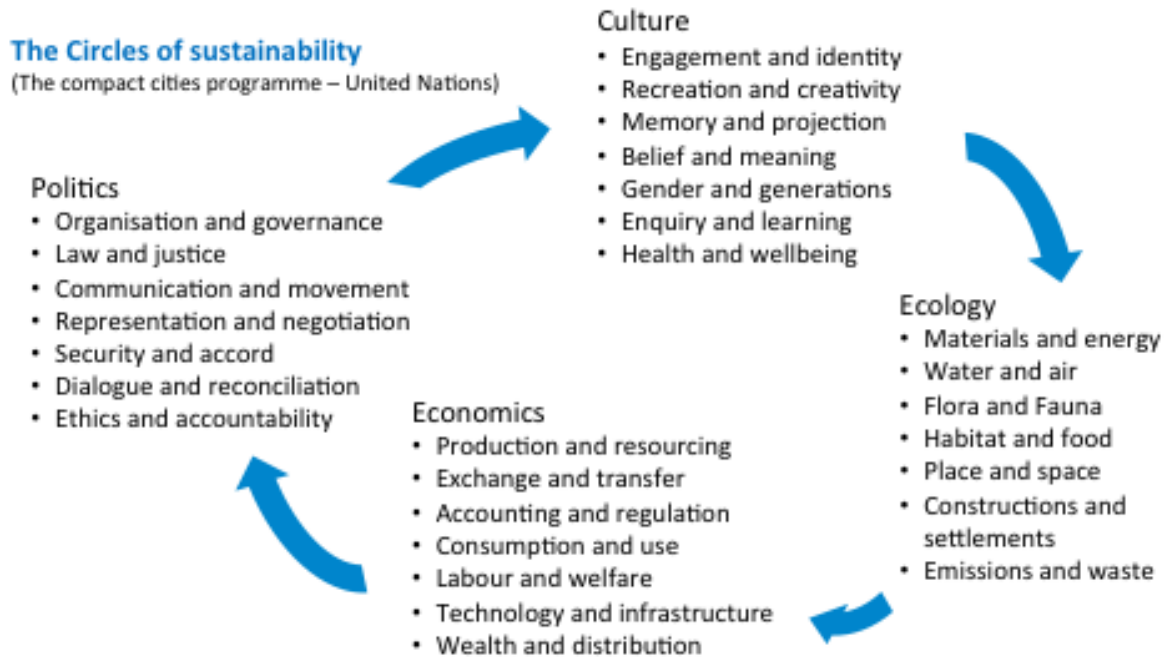 The Circles of sustainability
(The compact cities programme – United Nations)
Culture
• Engagement and identity
• Recreation and creativity
• Memory and projection
• Belief and meaning
• Gender and generations
• Enquiry and learning
• Health and wellbeing
Politics
• Organisation and governance
• Law and justice
• Communication and movement
• Representation and negotiation
• Security and accord
• Dialogue and reconciliation
• Ethics and accountability
Ecology
• Materials and energy
• Water and air
• Flora and Fauna
• Habitat and food
• Place and space
• Constructions and
settlements
• Emissions and waste
Economics
• Production and resourcing
• Exchange and transfer
• Accounting and regulation
• Consumption and use
• Labour and welfare
• Technology and infrastructure
• Wealth and distribution